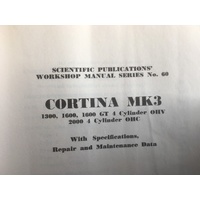 SCIENTIFIC PUBLICATIONS'
WORKSHOP MANUAL SERIES No. 60
CORTINA MK3
1300, 1600, 1600 GT 4 Cylinder OHV
2000 4 Cylinder OHC
With Specifications,
Repair and Maintenance Data